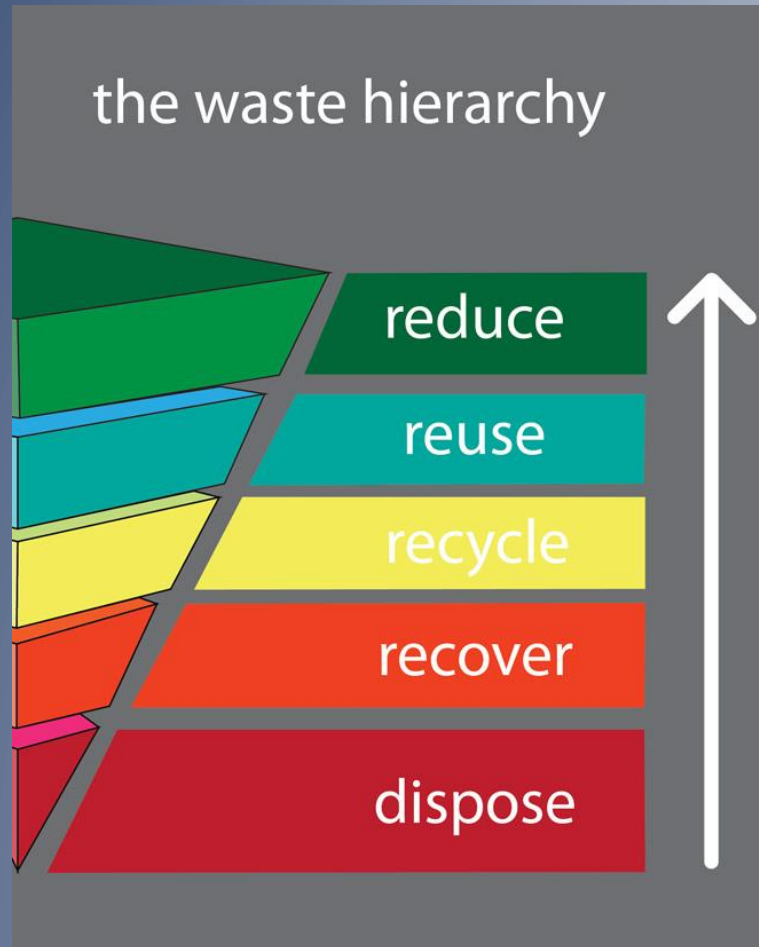 the waste hierarchy
reduce
reuse
recycle
recover
dispose